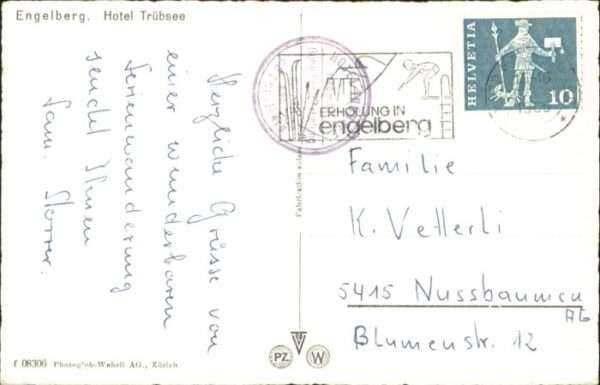 Engelberg. Hotel Trübsee
Herzliche Grüsse von
einer wunderbaren
Ferienwanderung
sendet Ihnen
Fam. Storrer.
ERHOLUNG IN
engelberg
HELVETIA
10
Familie
K. Vetterli
5415 Nussbaumen
AG
Blumenstr. 12
PZ
W
f 08306 Photoglob-Wehrli AG., Zürich